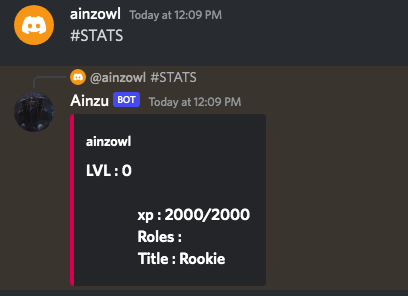 ainzowl Today at 12:09 PM
#STATS
@ainzowl #STATS
Ainzu BOT Today at 12:09 PM
ainzowl
LVL : 0
xp : 2000/2000
Roles :
Title : Rookie